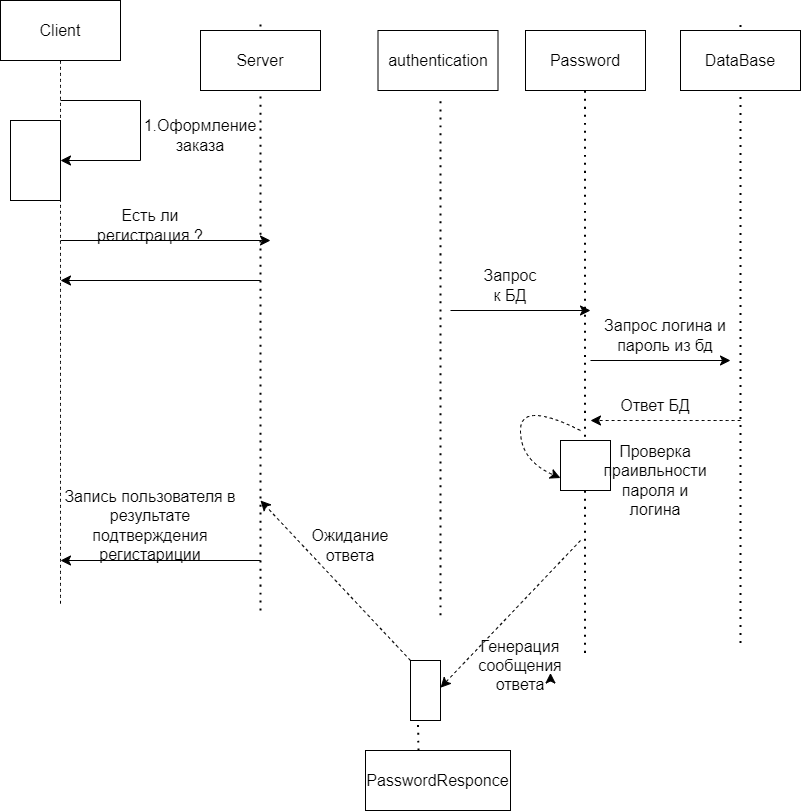 Client
Server
authentication
Password
DataBase
1.Оформление
заказа
Есть ли
регистрация ?
Запрос
к БД
Запрос логина и
пароль из бд
Ответ БД
Проверка
праивльности
пароля и
логина
Запись пользователя в
результате
подтверждения
регистариции
Ожидание
ответа
Генерация
сообщения
ответа
PasswordResponce